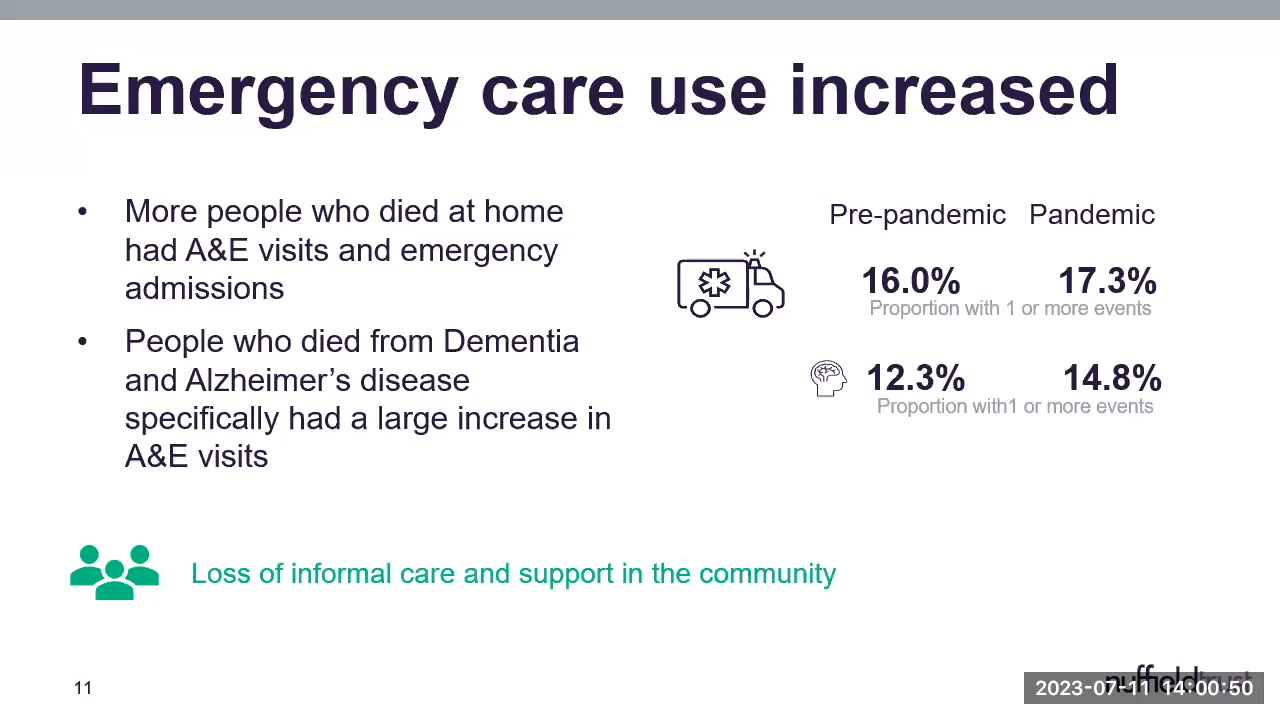 Emergency care use increased
• More people who died at home
had A&E visits and emergency
admissions
• People who died from Dementia
and Alzheimer’s disease
specifically had a large increase in
A&E visits
Pre-pandemic Pandemic
16.0% 17.3%
Proportion with 1 or more events
12.3% 14.8%
Proportion with1 or more events
Loss of informal care and support in the community
11
nuffieldtrust
2023-07-11 14:00:50